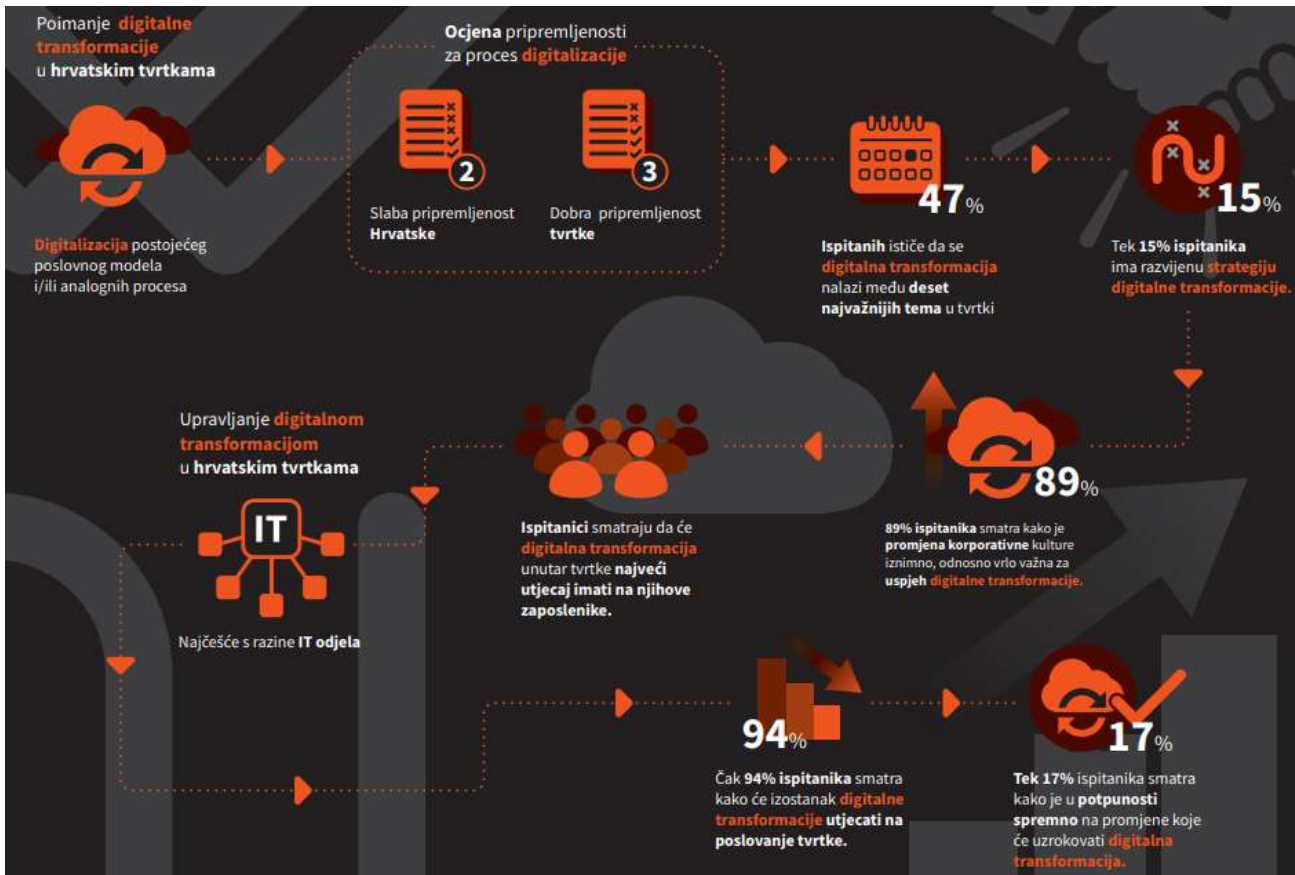 Poimanje digitalne
transformacije
u hrvatskim tvrtkama
Digitalizacija postojećeg
poslovnog modela
i/ili analognih procesa
Ocjena pripremljenosti
za proces digitalizacije
2
Slaba pripremljenost
Hrvatske
3
Dobra pripremljenost
tvrtke
47%
Ispitanih ističe da se
digitalna transformacija
nalazi među deset
najvažnijih tema u tvrtki
15%
Tek 15% ispitanika
ima razvijenu strategiju
digitalne transformacije.
89%
89% ispitanika smatra kako je
promjena korporativne kulture
iznimno, odnosno vrlo važna za
uspjeh digitalne transformacije.
Ispitanici smatraju da će
digitalna transformacija
unutar tvrtke najveći
utjecaj imati na njihove
zaposlenike.
Upravljanje digitalnom
transformacijom
u hrvatskim tvrtkama
IT
Najčešće s razine IT odjela
94%
Čak 94% ispitanika smatra
kako će izostanak digitalne
transformacije utjecati na
poslovanje tvrtke.
17%
Tek 17% ispitanika smatra
kako je u potpunosti
spremno na promjene koje
će uzrokovati digitalna
transformacija.